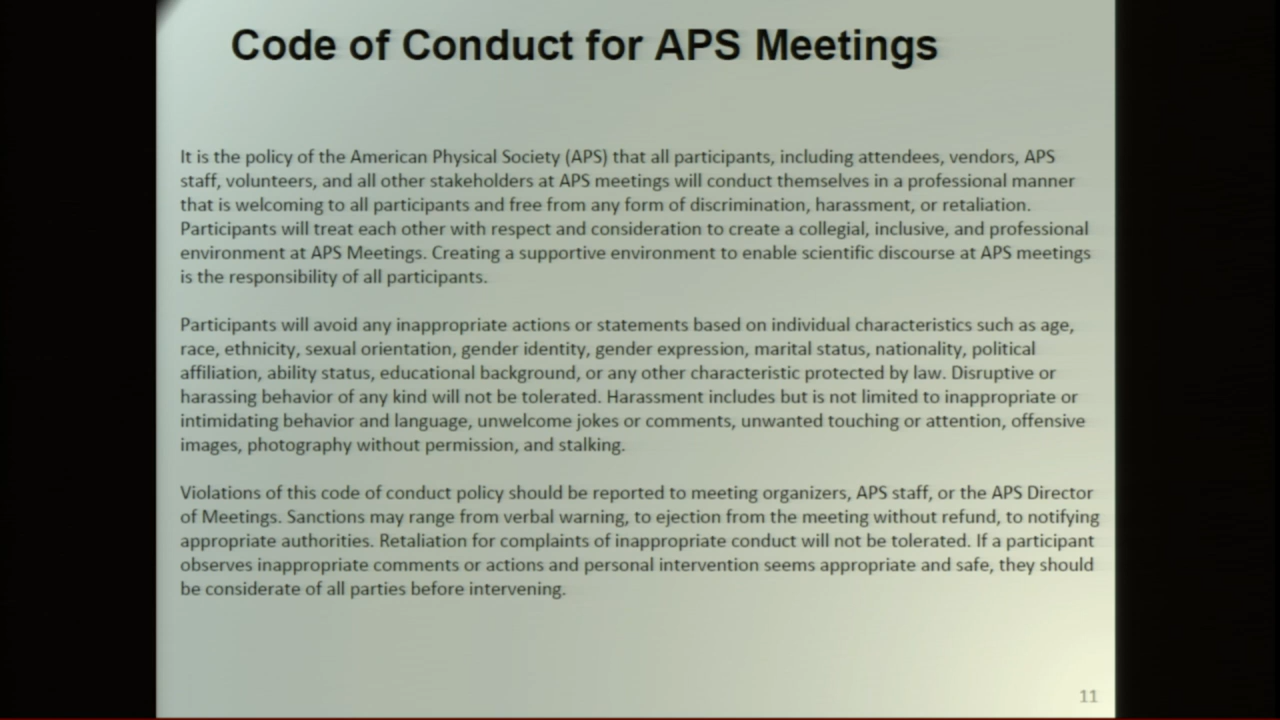 Code of Conduct for APS Meetings
It is the policy of the American Physical Society (APS) that all participants, including attendees, vendors, APS
staff, volunteers, and all other stakeholders at APS meetings will conduct themselves in a professional manner
that is welcoming to all participants and free from any form of discrimination, harassment, or retaliation.
Participants will treat each other with respect and consideration to create a collegial, inclusive, and professional
environment at APS Meetings. Creating a supportive environment to enable scientific discourse at APS meetings
is the responsibility of all participants.
Participants will avoid any inappropriate actions or statements based on individual characteristics such as age,
race, ethnicity, sexual orientation, gender identity, gender expression, marital status, nationality, political
affiliation, ability status, educational background, or any other characteristic protected by law. Disruptive or
harassing behavior of any kind will not be tolerated. Harassment includes but is not limited to inappropriate or
intimidating behavior and language, unwelcome jokes or comments, unwanted touching or attention, offensive
images, photography without permission, and stalking.
Violations of this code of conduct policy should be reported to meeting organizers, APS staff, or the APS Director
of Meetings. Sanctions may range from verbal warning, to ejection from the meeting without refund, to notifying
appropriate authorities. Retaliation for complaints of inappropriate conduct will not be tolerated. If a participant
observes inappropriate comments or actions and personal intervention seems appropriate and safe, they should
be considerate of all parties before intervening.
11